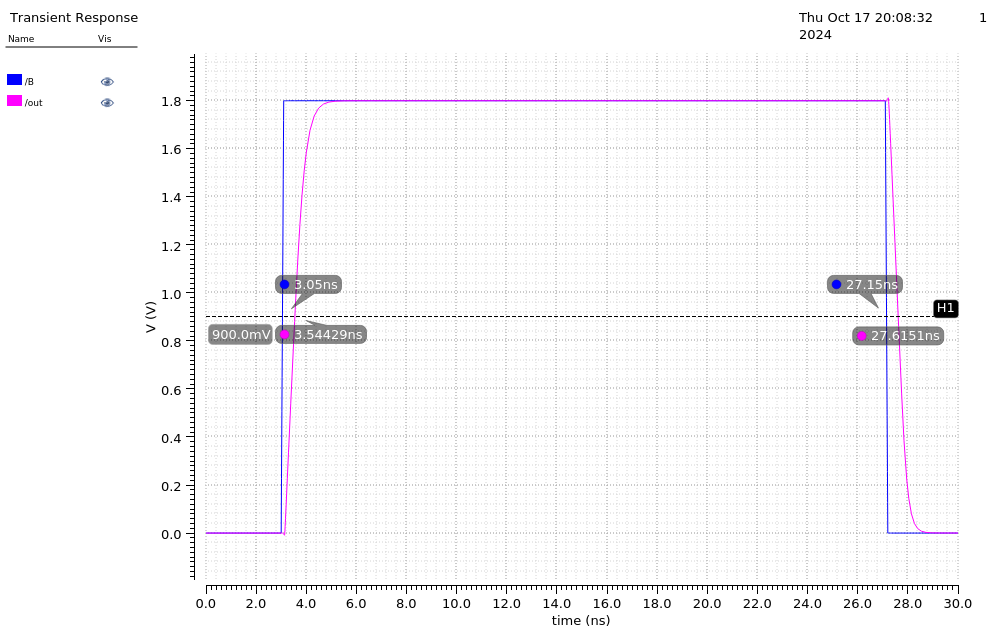 Transient Response
Thu Oct 17 20:08:32 1
2024
Name Vis
/B
/out
1.8
1.6
1.4
1.2
1.0
0.8
0.6
0.4
0.2
0.0
V (V)
3.05ns
27.15ns
H1
900.0mV
3.54429ns
27.6151ns
0.0 2.0 4.0 6.0 8.0 10.0 12.0 14.0 16.0 18.0 20.0 22.0 24.0 26.0 28.0 30.0
time (ns)